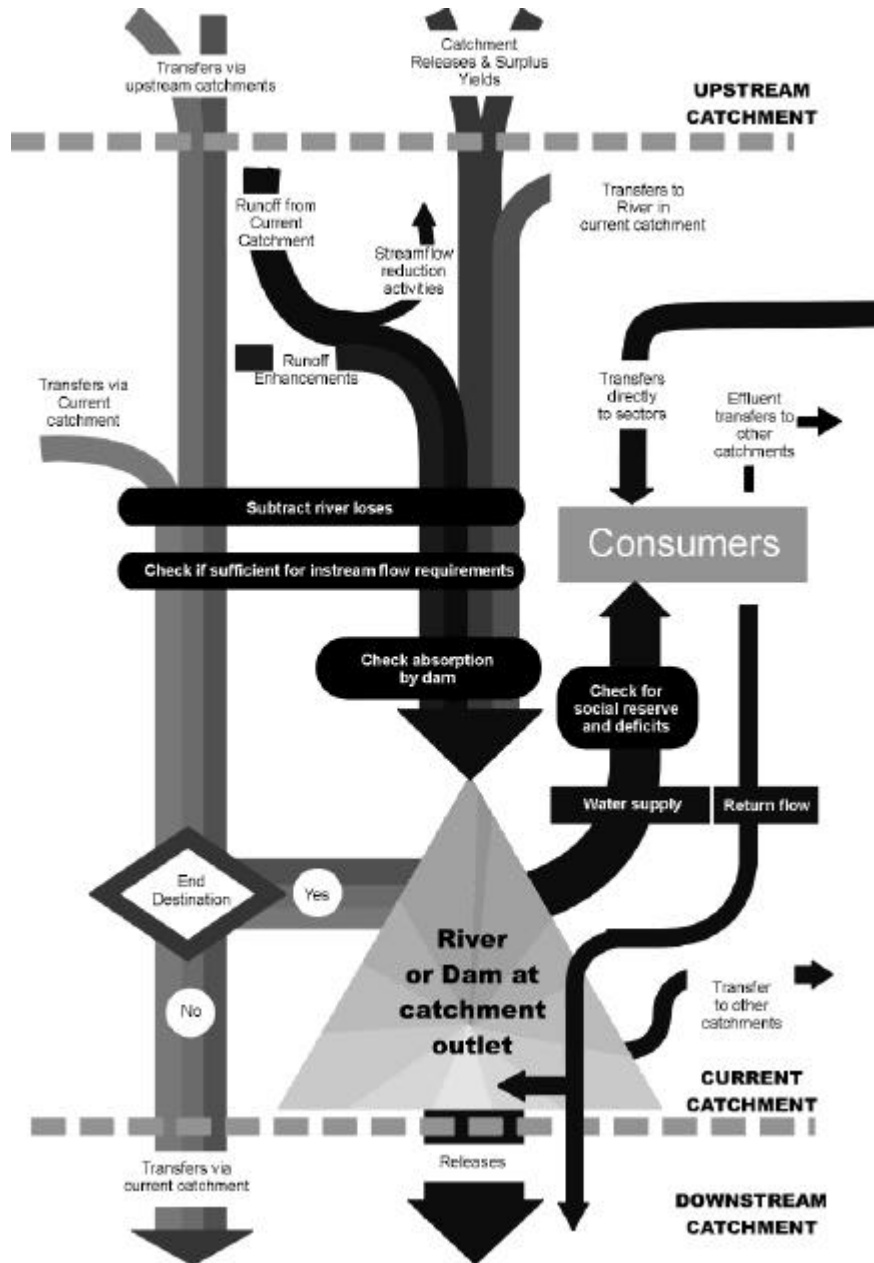 Transfers via
upstream catchments
Catchment
Releases & Surplus
Yields
UPSTREAM
CATCHMENT
Runoff from
Current
Catchment
Streamflow
reduction
activities
Transfers to
River in
current catchment
Runoff
Enhancements
Transfers via
Current
catchment
Transfers
directly
to sectors
Effluent
transfers to
other
catchments
Subtract river loses
Consumers
Check if sufficient for instream flow requirements
Check absorption
by dam
Check for
social reserve
and deficits
Water supply
Return flow
End
Destination
Yes
River
or Dam at
catchment
outlet
No
Transfer
to other
catchments
CURRENT
CATCHMENT
Transfers via
current catchment
Releases
DOWNSTREAM
CATCHMENT